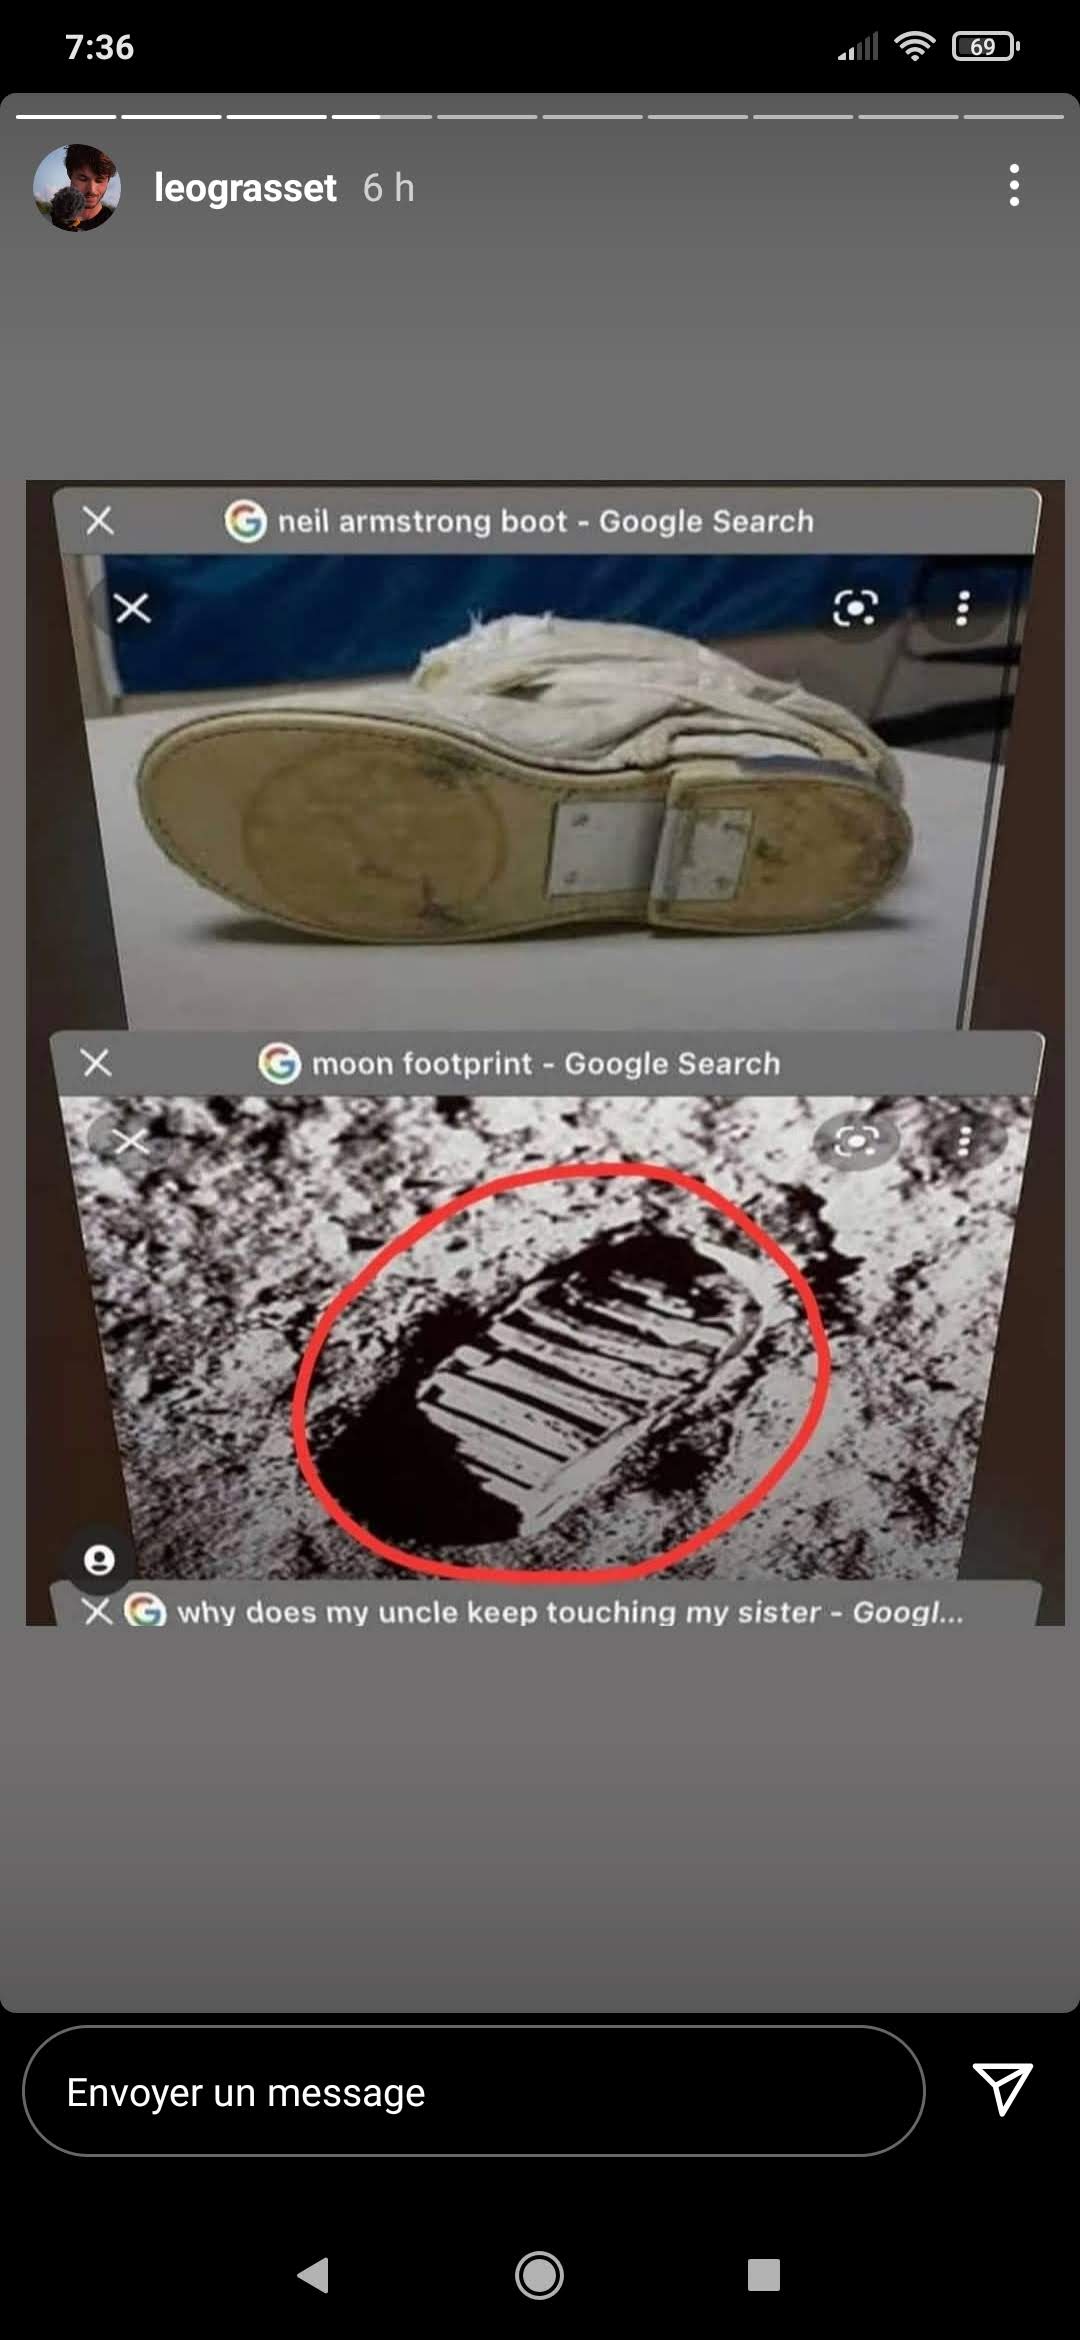 7:36
69
leograsset 6 h
neil armstrong boot - Google Search
moon footprint - Google Search
why does my uncle keep touching my sister - Googl...
Envoyer un message